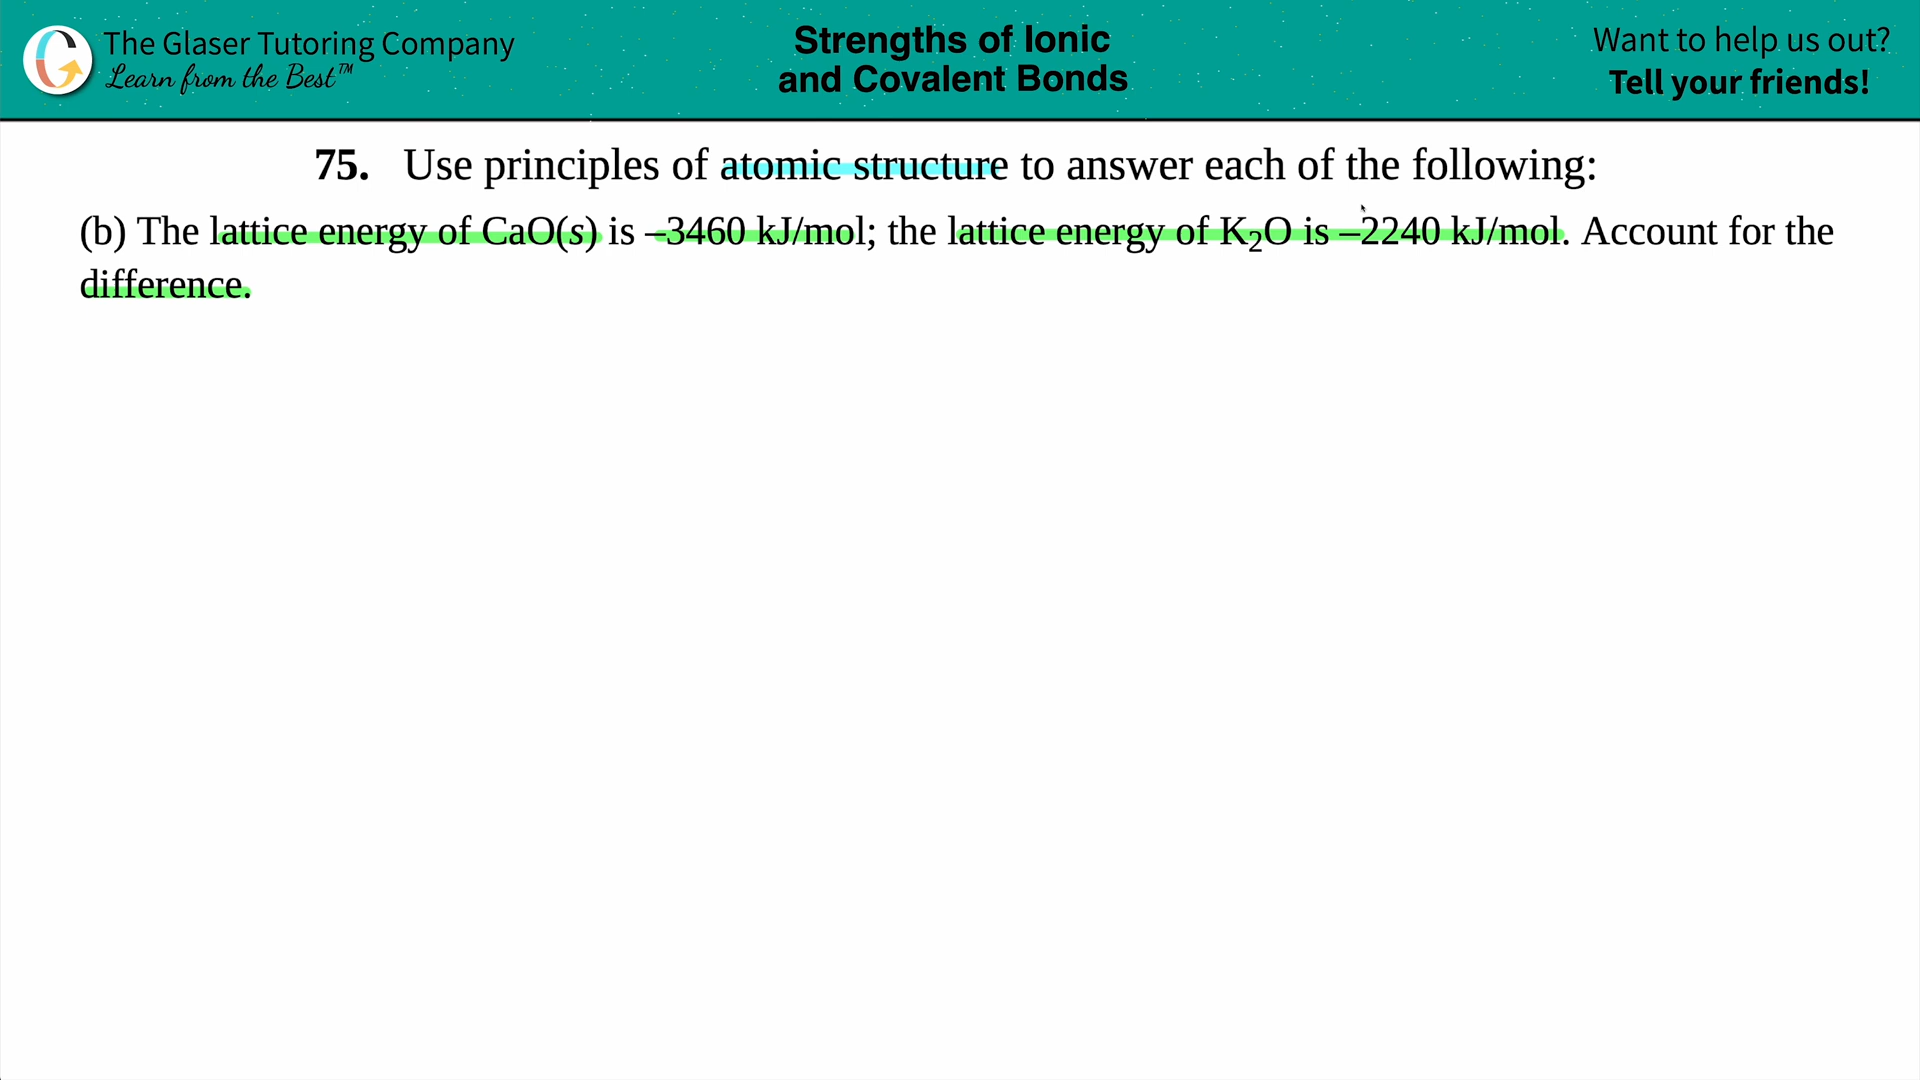 The Glaser Tutoring Company
Learn from the Best™
Strengths of Ionic
and Covalent Bonds
Want to help us out?
Tell your friends!
75. Use principles of atomic structure to answer each of the following:
(b) The lattice energy of CaO(s) is –3460 kJ/mol; the lattice energy of K₂O is –2240 kJ/mol. Account for the
difference.